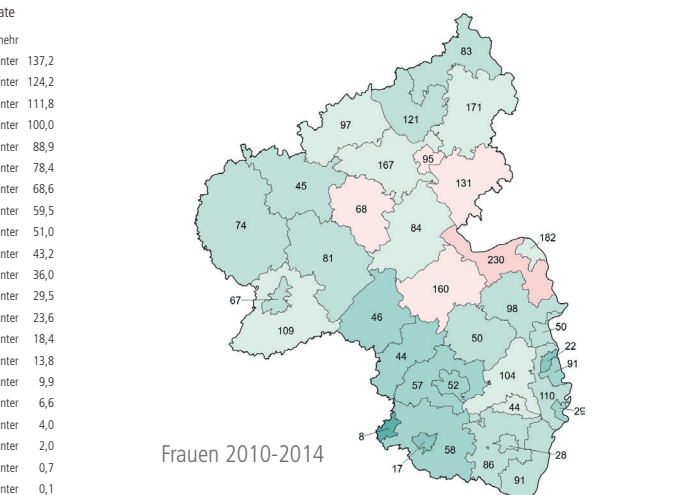 ate
mehr
nter 137,2
nter 124,2
nter 111,8
nter 100,0
nter 88,9
nter 78,4
nter 68,6
nter 59,5
nter 51,0
nter 43,2
nter 36,0
nter 29,5
nter 23,6
nter 18,4
nter 13,8
nter 9,9
nter 6,6
nter 4,0
nter 2,0
nter 0,7
nter 0,1
83
171
121
97
167
95
131
45
68
74
84
182
81
230
67
160
98
109
46
50
50
22
44
91
104
57
52
110
44
29
8
58
28
17
86
91
Frauen 2010-2014